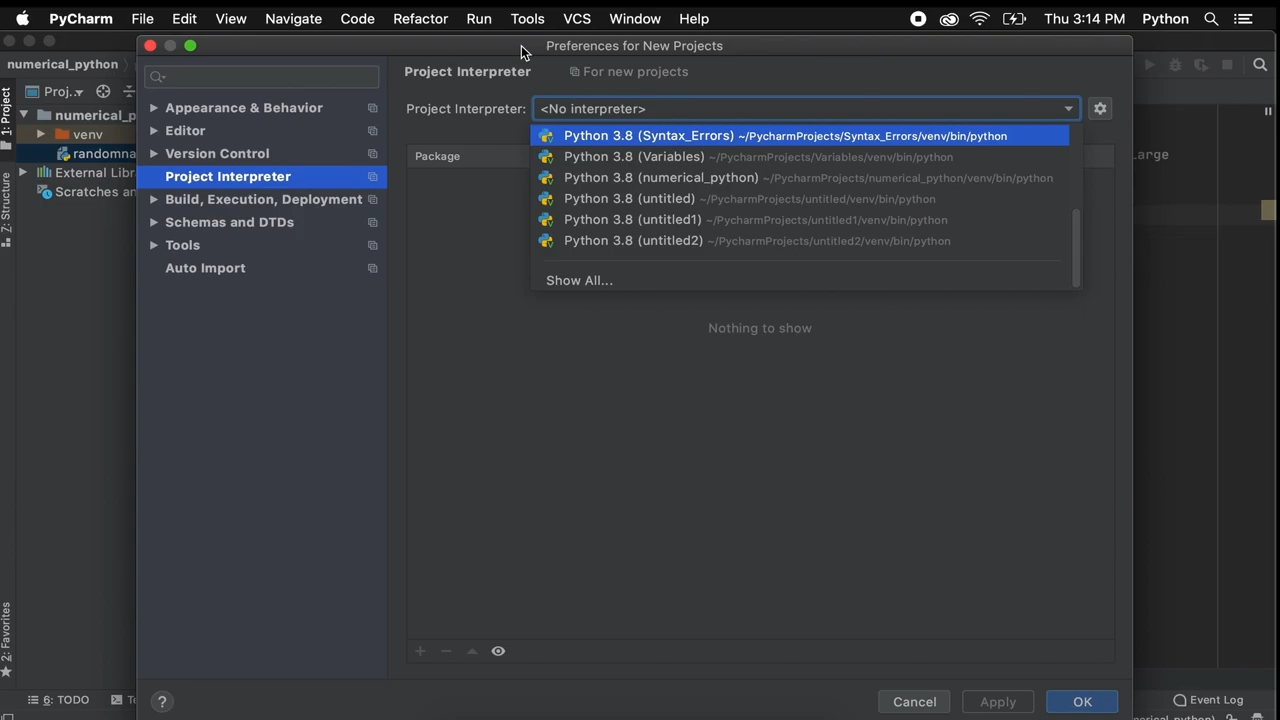 PyCharm File Edit View Navigate Code Refactor Run Tools VCS Window Help Thu 3:14 PM Python
Preferences for New Projects
numerical_python
Project Interpreter For new projects
Proj...
Project Interpreter: <No interpreter>
1: Project
numerical_p
Appearance & Behavior
venv
Editor
Python 3.8 (Syntax_Errors) ~/PycharmProjects/Syntax_Errors/venv/bin/python
randomna
Version Control
Package
Python 3.8 (Variables) ~/PycharmProjects/Variables/venv/bin/python
arge
External Libr
Project Interpreter
Python 3.8 (numerical_python) ~/PycharmProjects/numerical_python/venv/bin/python
Scratches an
Build, Execution, Deployment
Python 3.8 (untitled) ~/PycharmProjects/untitled/venv/bin/python
Z: Structure
Schemas and DTDs
Python 3.8 (untitled1) ~/PycharmProjects/untitled1/venv/bin/python
Tools
Python 3.8 (untitled2) ~/PycharmProjects/untitled2/venv/bin/python
Auto Import
Show All...
Nothing to show
2: Favorites
6: TODO
Te
?
Cancel Apply OK
Event Log